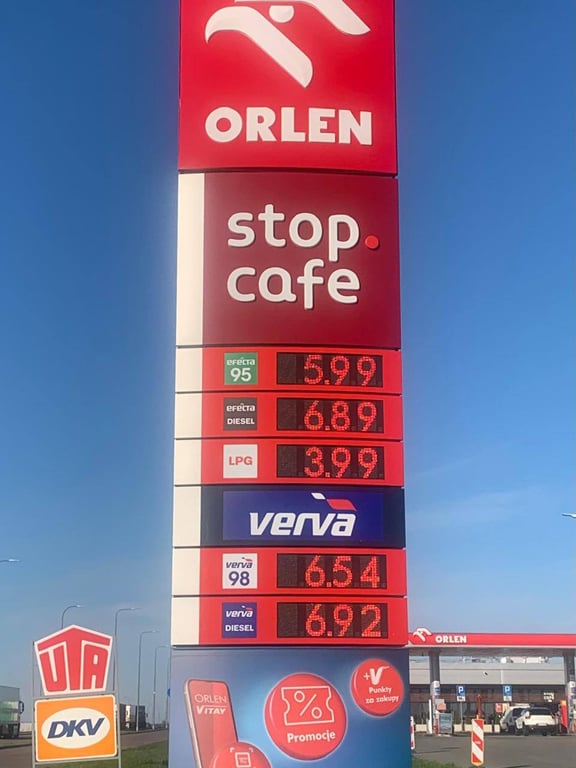 ORLEN
stop.
cafe
efecta
95
5.99
efecta
DIESEL
6.89
LPG
3.99
verva
verva
98
6.54
verva
DIESEL
6.92
ORLEN
VITAY
%
Promocje
+V
Punkty
za zakupy
UTA
DKV
ORLEN
P
P